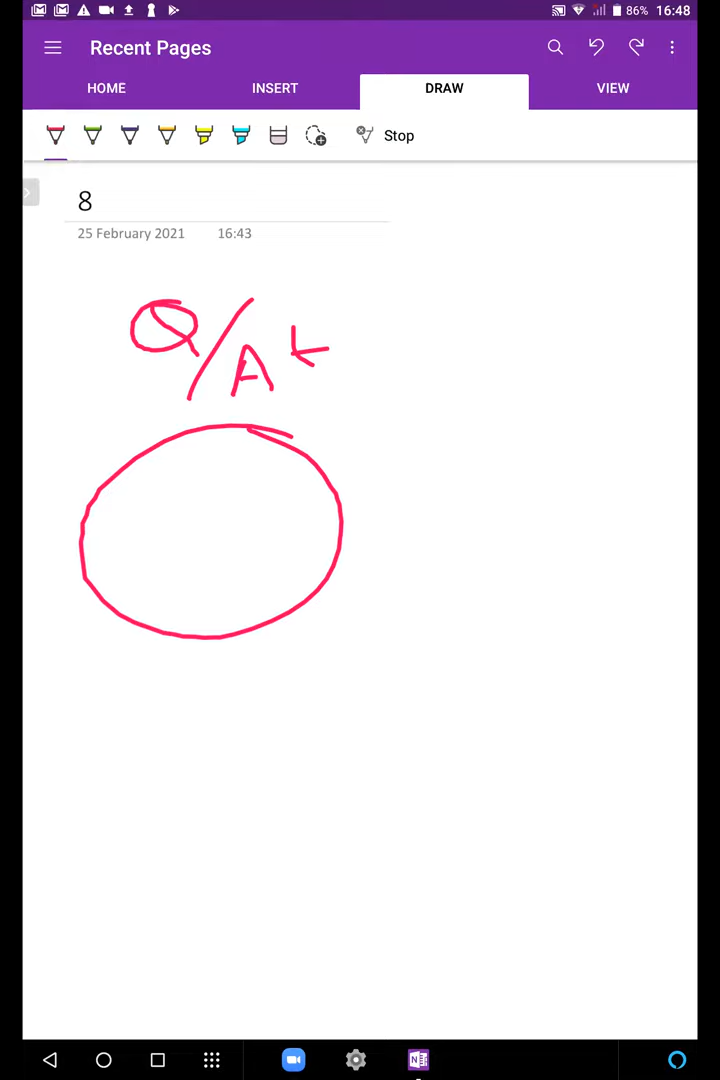 86% 16:48
Recent Pages
HOME INSERT DRAW VIEW
Stop
8
25 February 2021 16:43
Q/A